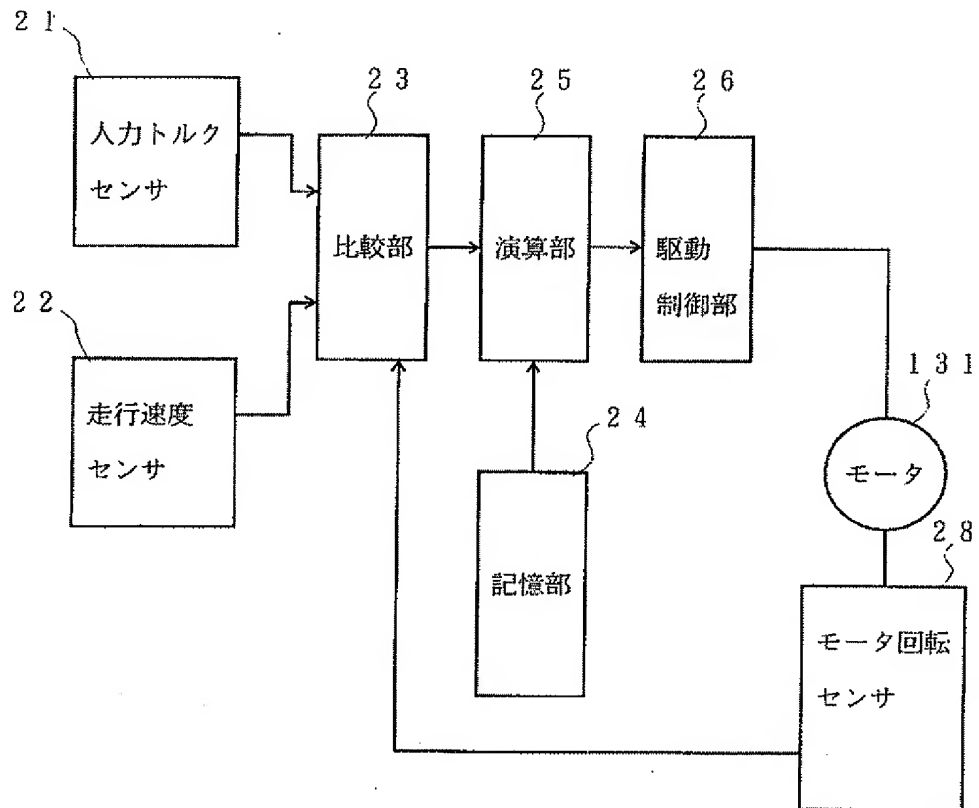 ２１
人力トルク
センサ
２３
比較部
２５
演算部
２６
駆動
制御部
２２
走行速度
センサ
２４
記憶部
１３１
モータ
２８
モータ回転
センサ